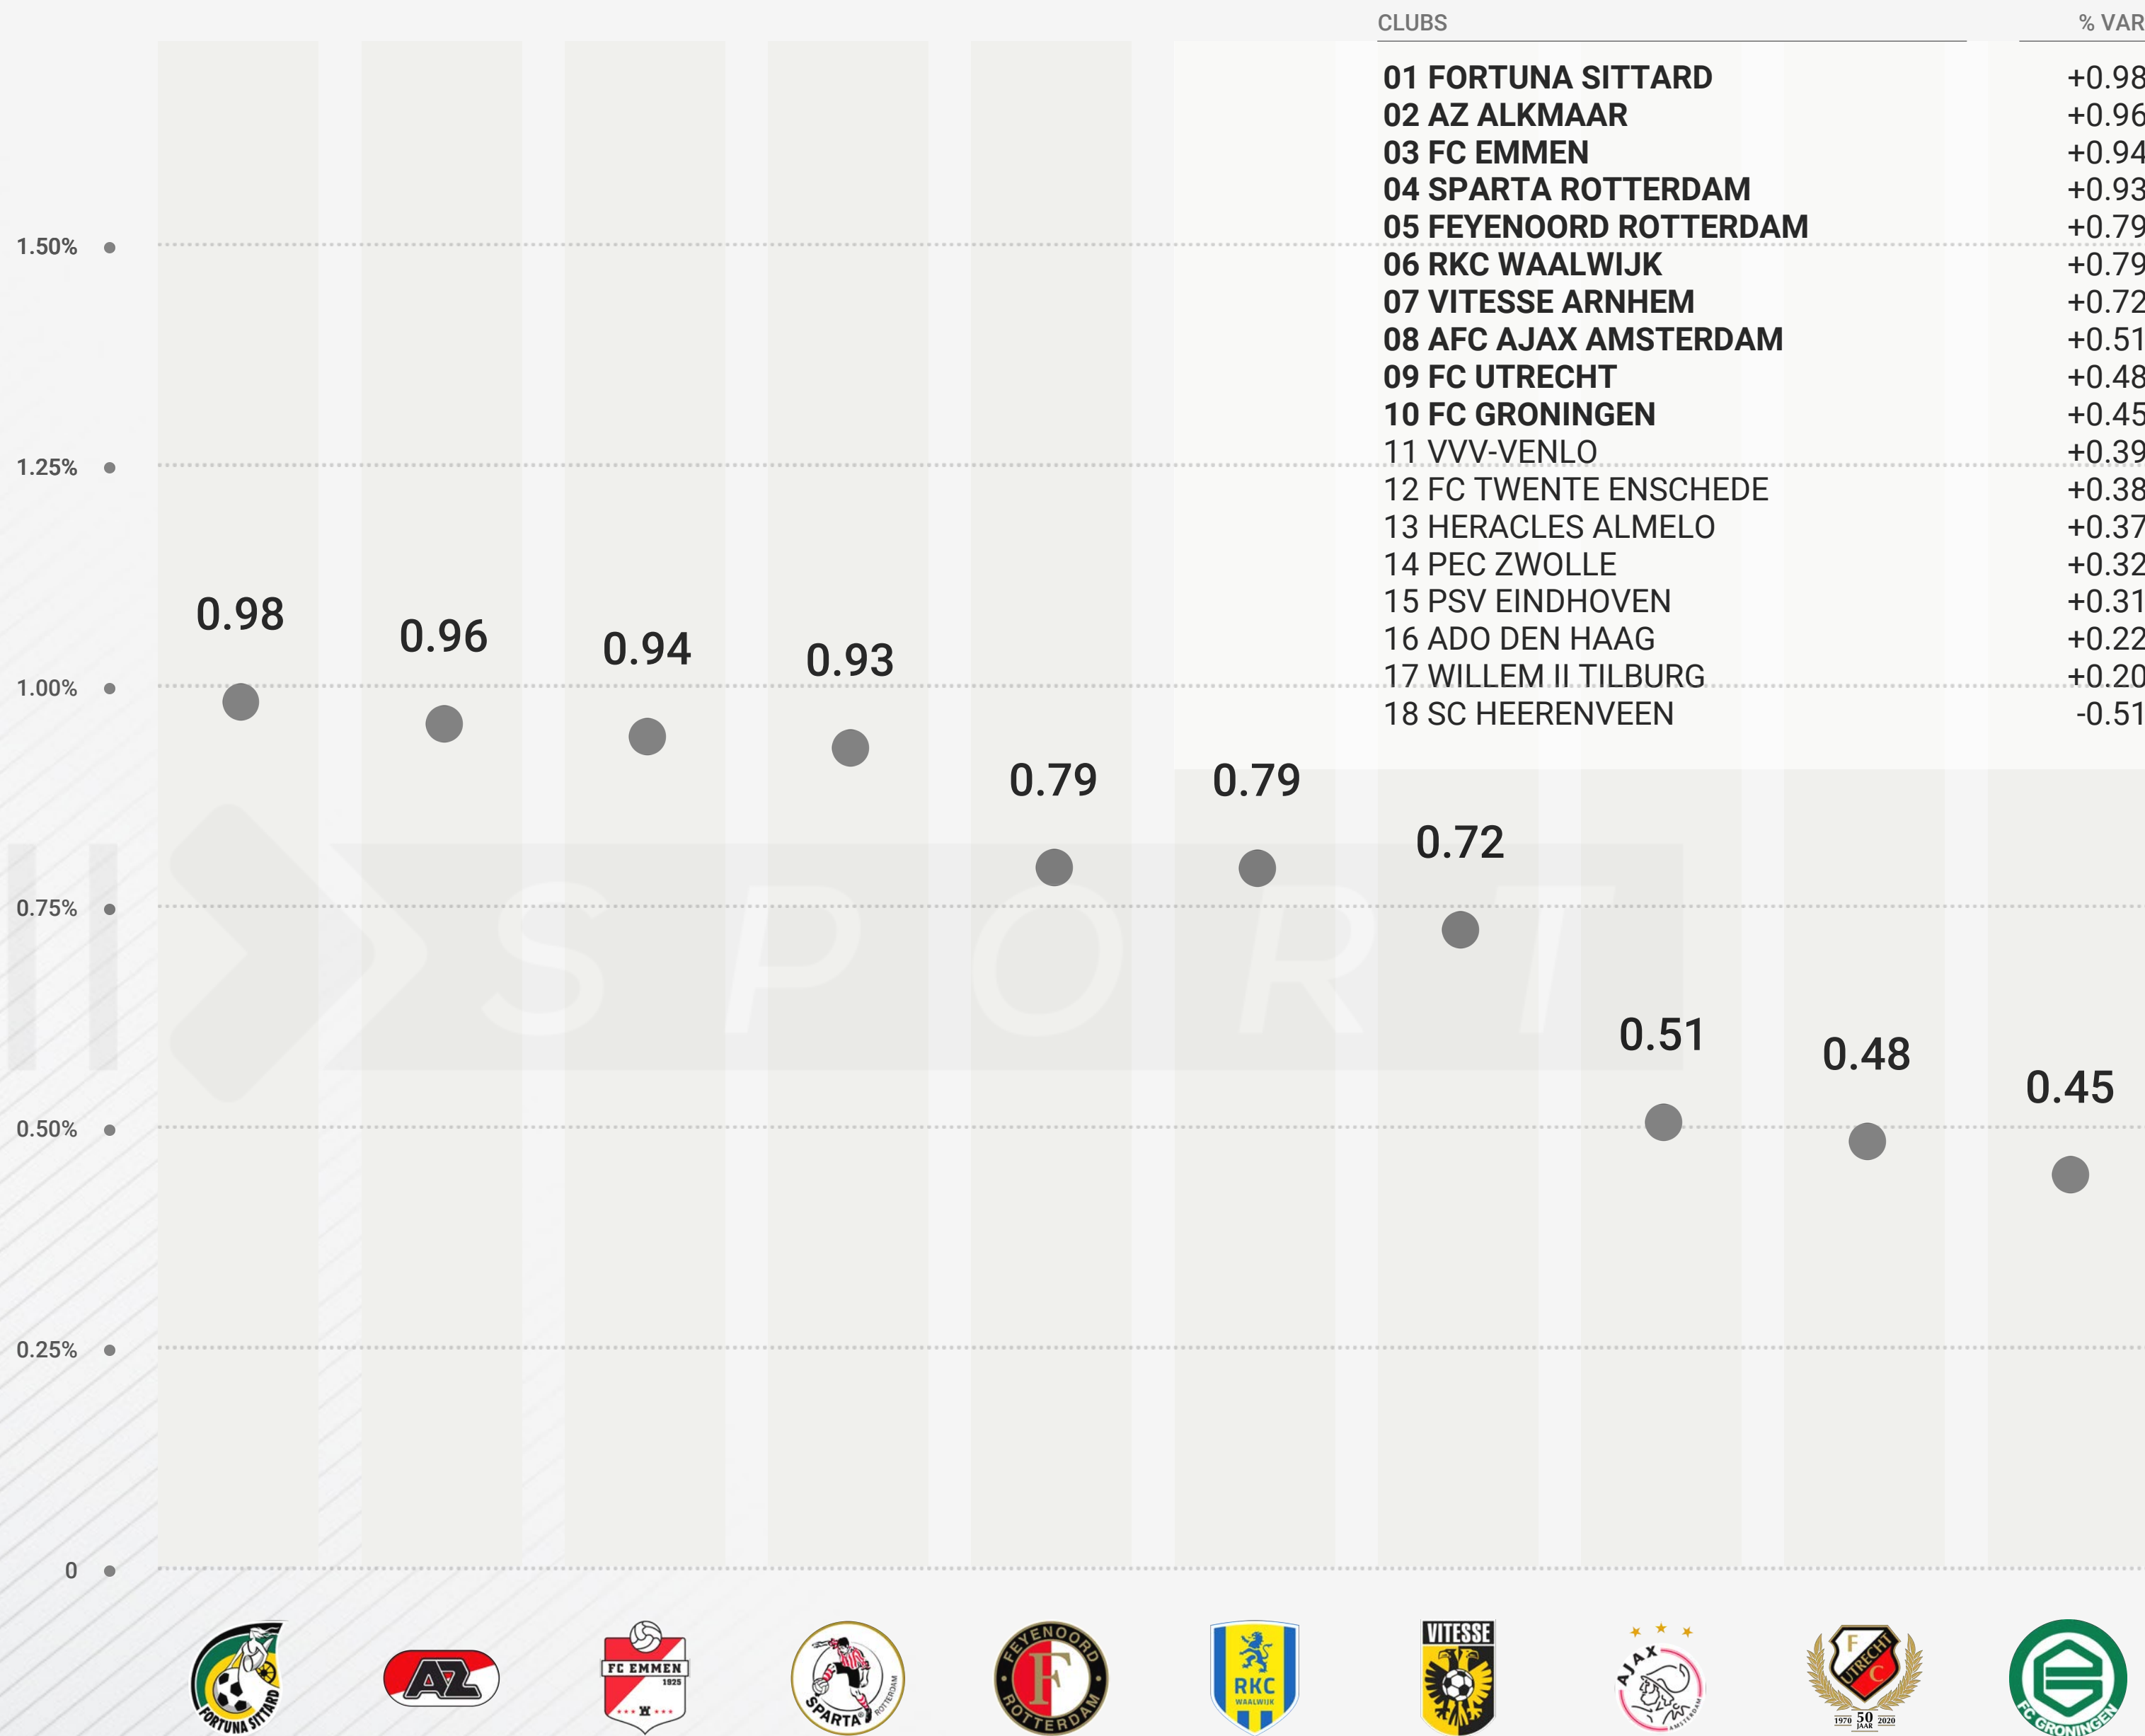 CLUBS % VAR
01 FORTUNA SITTARD +0.98
02 AZ ALKMAAR +0.96
03 FC EMMEN +0.94
04 SPARTA ROTTERDAM +0.93
05 FEYENOORD ROTTERDAM +0.79
06 RKC WAALWIJK +0.79
07 VITESSE ARNHEM +0.72
08 AFC AJAX AMSTERDAM +0.51
09 FC UTRECHT +0.48
10 FC GRONINGEN +0.45
11 VVV-VENLO +0.39
12 FC TWENTE ENSCHEDE +0.38
13 HERACLES ALMELO +0.37
14 PEC ZWOLLE +0.32
15 PSV EINDHOVEN +0.31
16 ADO DEN HAAG +0.22
17 WILLEM II TILBURG +0.20
18 SC HEERENVEEN -0.51
1.50%
1.25%
1.00%
0.75%
0.50%
0.25%
0
0.98
0.96
0.94
0.93
0.79
0.79
0.72
0.51
0.48
0.45
SPORT
FORTUNA SITTARD
AZ
FC EMMEN
1925
SPARTA
ROTTERDAM
FEYENOORD
F
ROTTERDAM
RKC
WAALWIJK
VITESSE
AJAX
AMSTERDAM
F
UTRECHT
C
1970 50 2020
JAAR
FC GRONINGEN